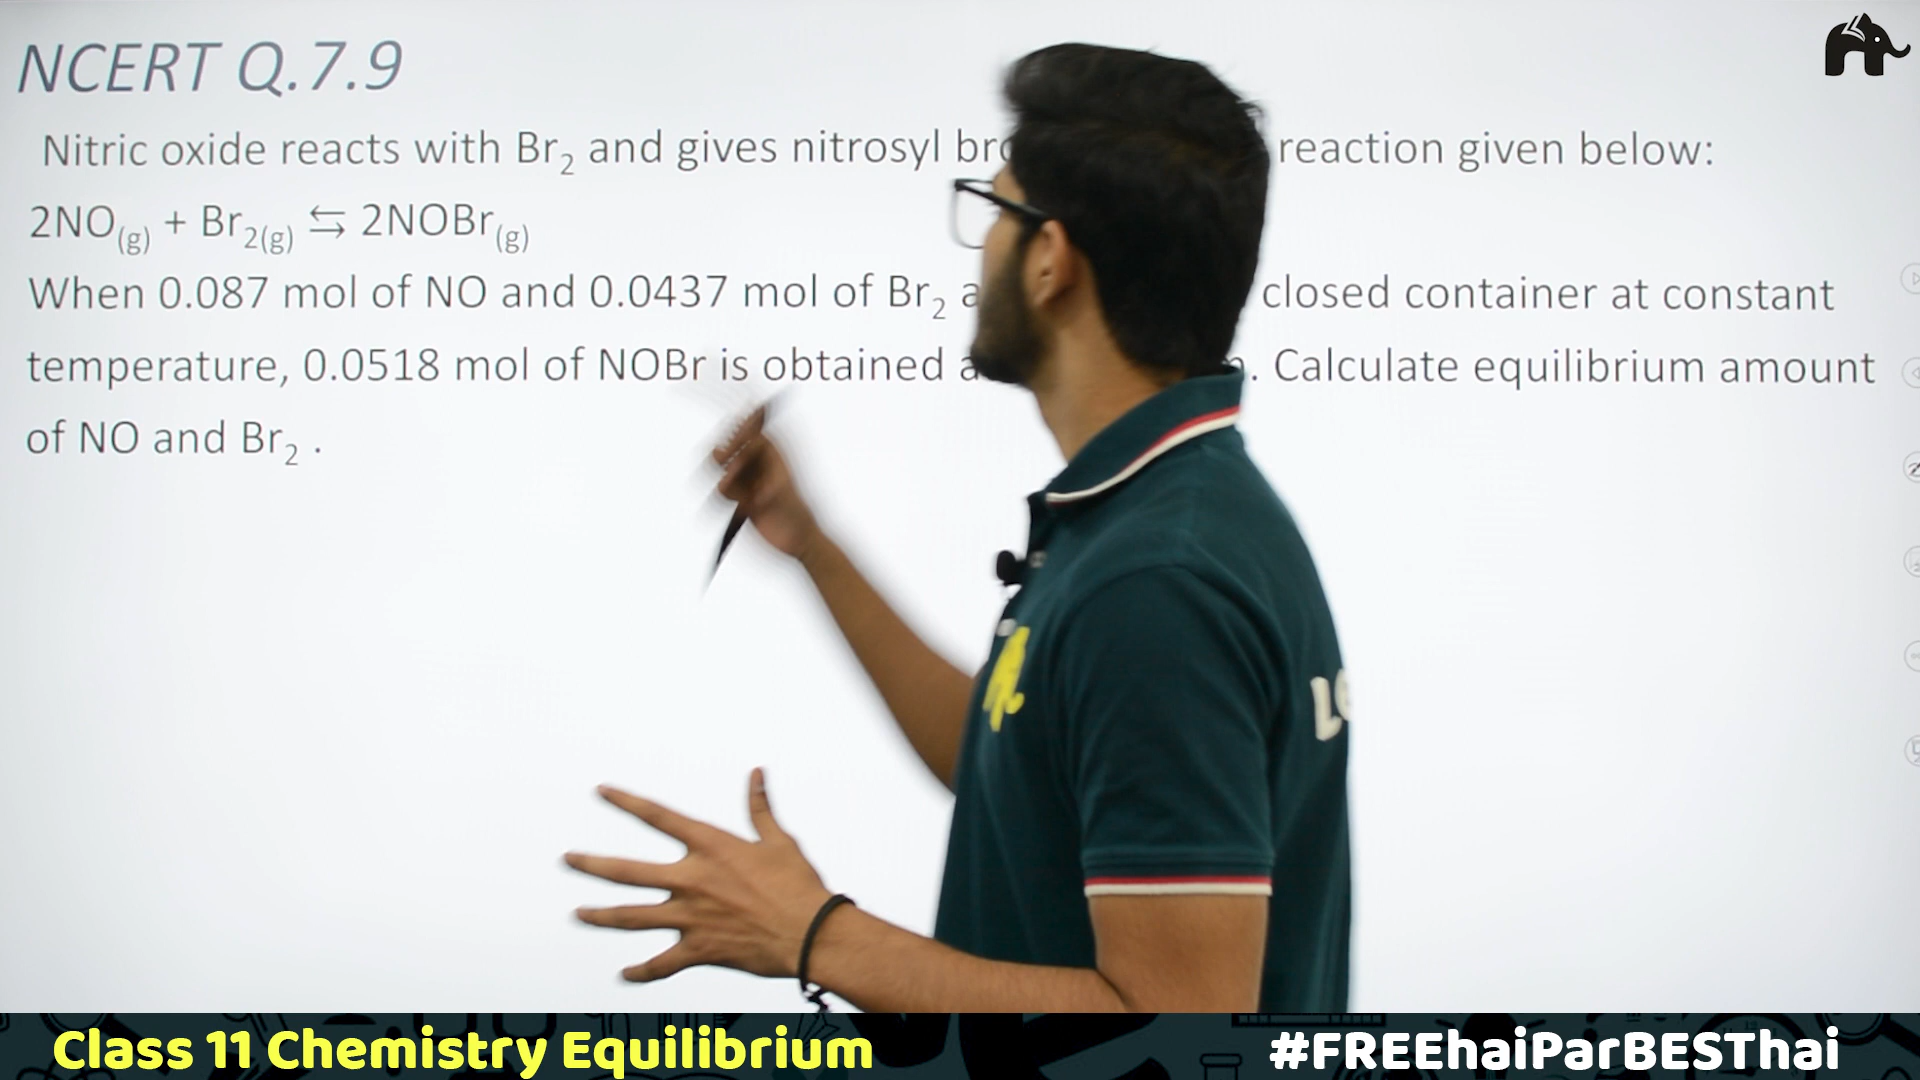 NCERT Q.7.9
Nitric oxide reacts with Br₂ and gives nitrosyl reaction given below:
2NO(g) + Br₂(g) ⇆ 2NOBr(g)
When 0.087 mol of NO and 0.0437 mol of Br₂ closed container at constant
temperature, 0.0518 mol of NOBr is obtained . Calculate equilibrium amount
of NO and Br₂ .
Class 11 Chemistry Equilibrium
#FREEhaiParBESThai